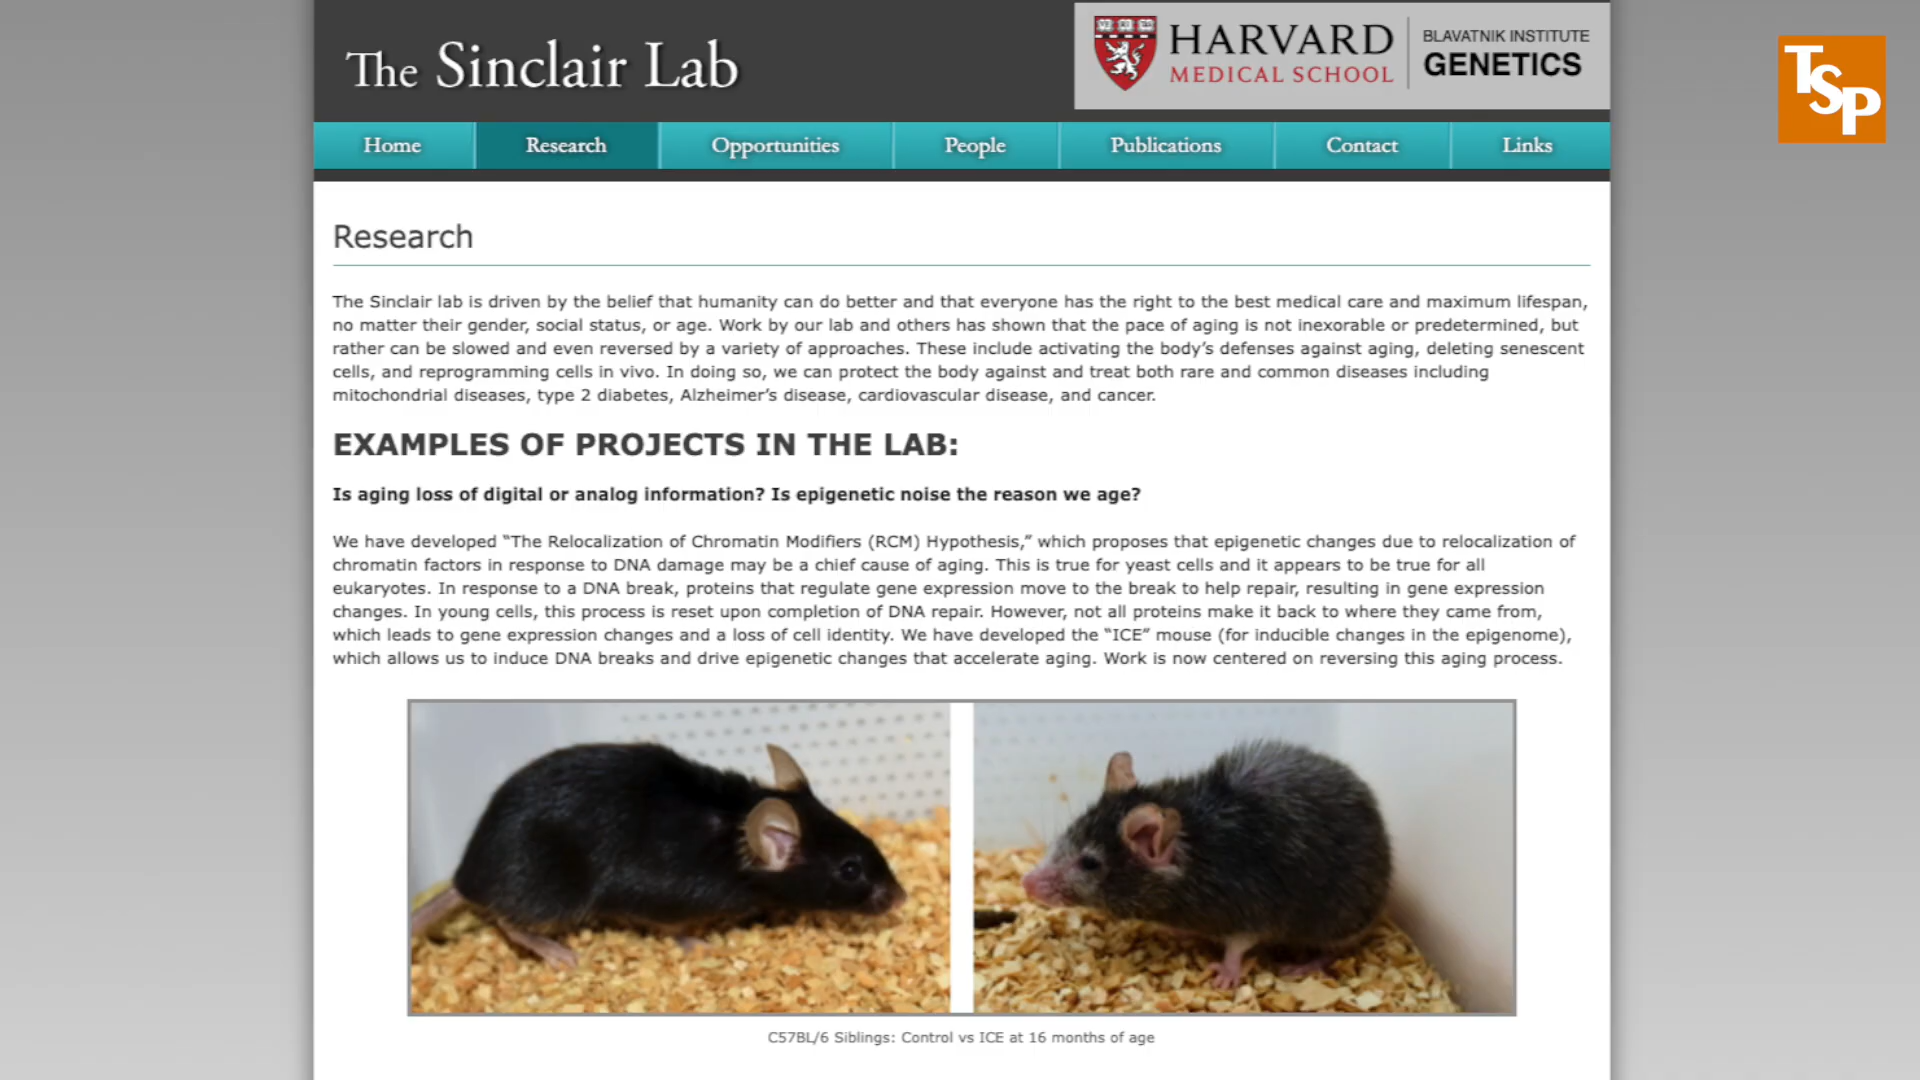 The Sinclair Lab
VE RI TAS
HARVARD
MEDICAL SCHOOL
BLAVATNIK INSTITUTE
GENETICS
TSP
Home Research Opportunities People Publications Contact Links
Research
The Sinclair lab is driven by the belief that humanity can do better and that everyone has the right to the best medical care and maximum lifespan,
no matter their gender, social status, or age. Work by our lab and others has shown that the pace of aging is not inexorable or predetermined, but
rather can be slowed and even reversed by a variety of approaches. These include activating the body’s defenses against aging, deleting senescent
cells, and reprogramming cells in vivo. In doing so, we can protect the body against and treat both rare and common diseases including
mitochondrial diseases, type 2 diabetes, Alzheimer’s disease, cardiovascular disease, and cancer.
EXAMPLES OF PROJECTS IN THE LAB:
Is aging loss of digital or analog information? Is epigenetic noise the reason we age?
We have developed “The Relocalization of Chromatin Modifiers (RCM) Hypothesis,” which proposes that epigenetic changes due to relocalization of
chromatin factors in response to DNA damage may be a chief cause of aging. This is true for yeast cells and it appears to be true for all
eukaryotes. In response to a DNA break, proteins that regulate gene expression move to the break to help repair, resulting in gene expression
changes. In young cells, this process is reset upon completion of DNA repair. However, not all proteins make it back to where they came from,
which leads to gene expression changes and a loss of cell identity. We have developed the “ICE” mouse (for inducible changes in the epigenome),
which allows us to induce DNA breaks and drive epigenetic changes that accelerate aging. Work is now centered on reversing this aging process.
C57BL/6 Siblings: Control vs ICE at 16 months of age